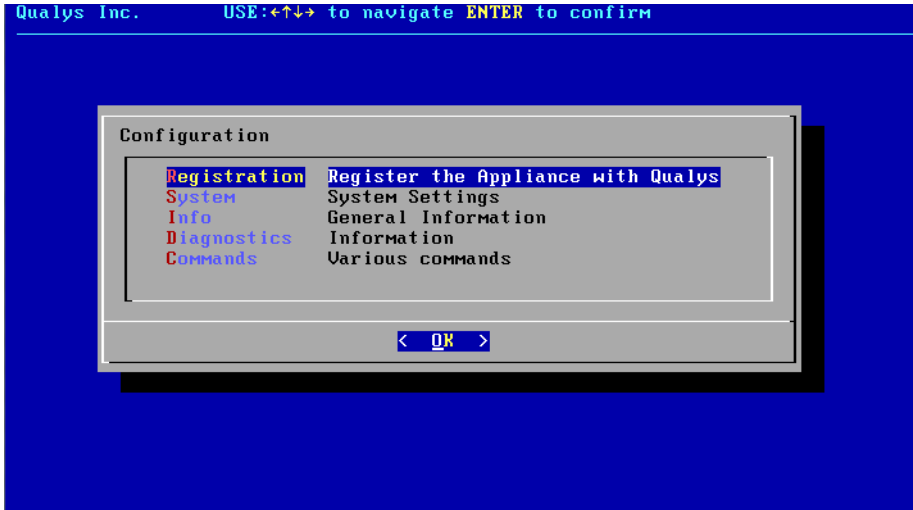 Qualys Inc. USE:←↑↓→ to navigate ENTER to confirm
Configuration
Registration Register the Appliance with Qualys
System System Settings
Info General Information
Diagnostics Information
Commands Various commands
< OK >